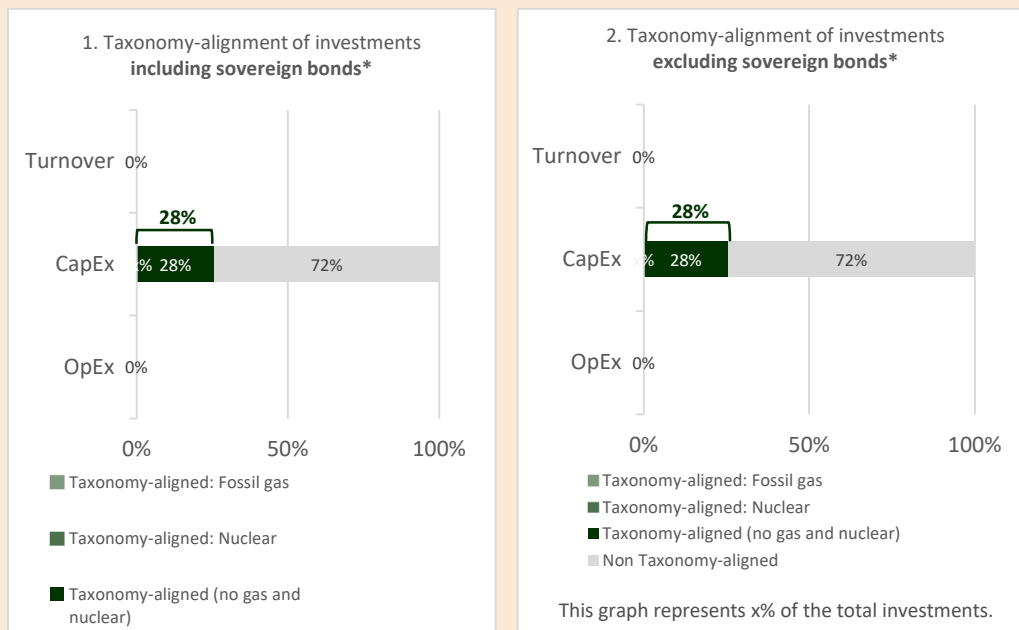 1. Taxonomy-alignment of investments
including sovereign bonds*
Turnover 0%
28%
CapEx x% 28% 72%
OpEx 0%
0% 50% 100%
Taxonomy-aligned: Fossil gas
Taxonomy-aligned: Nuclear
Taxonomy-aligned (no gas and
nuclear)
2. Taxonomy-alignment of investments
excluding sovereign bonds*
Turnover 0%
28%
CapEx x% 28% 72%
OpEx 0%
0% 50% 100%
Taxonomy-aligned: Fossil gas
Taxonomy-aligned: Nuclear
Taxonomy-aligned (no gas and nuclear)
Non Taxonomy-aligned
This graph represents x% of the total investments.